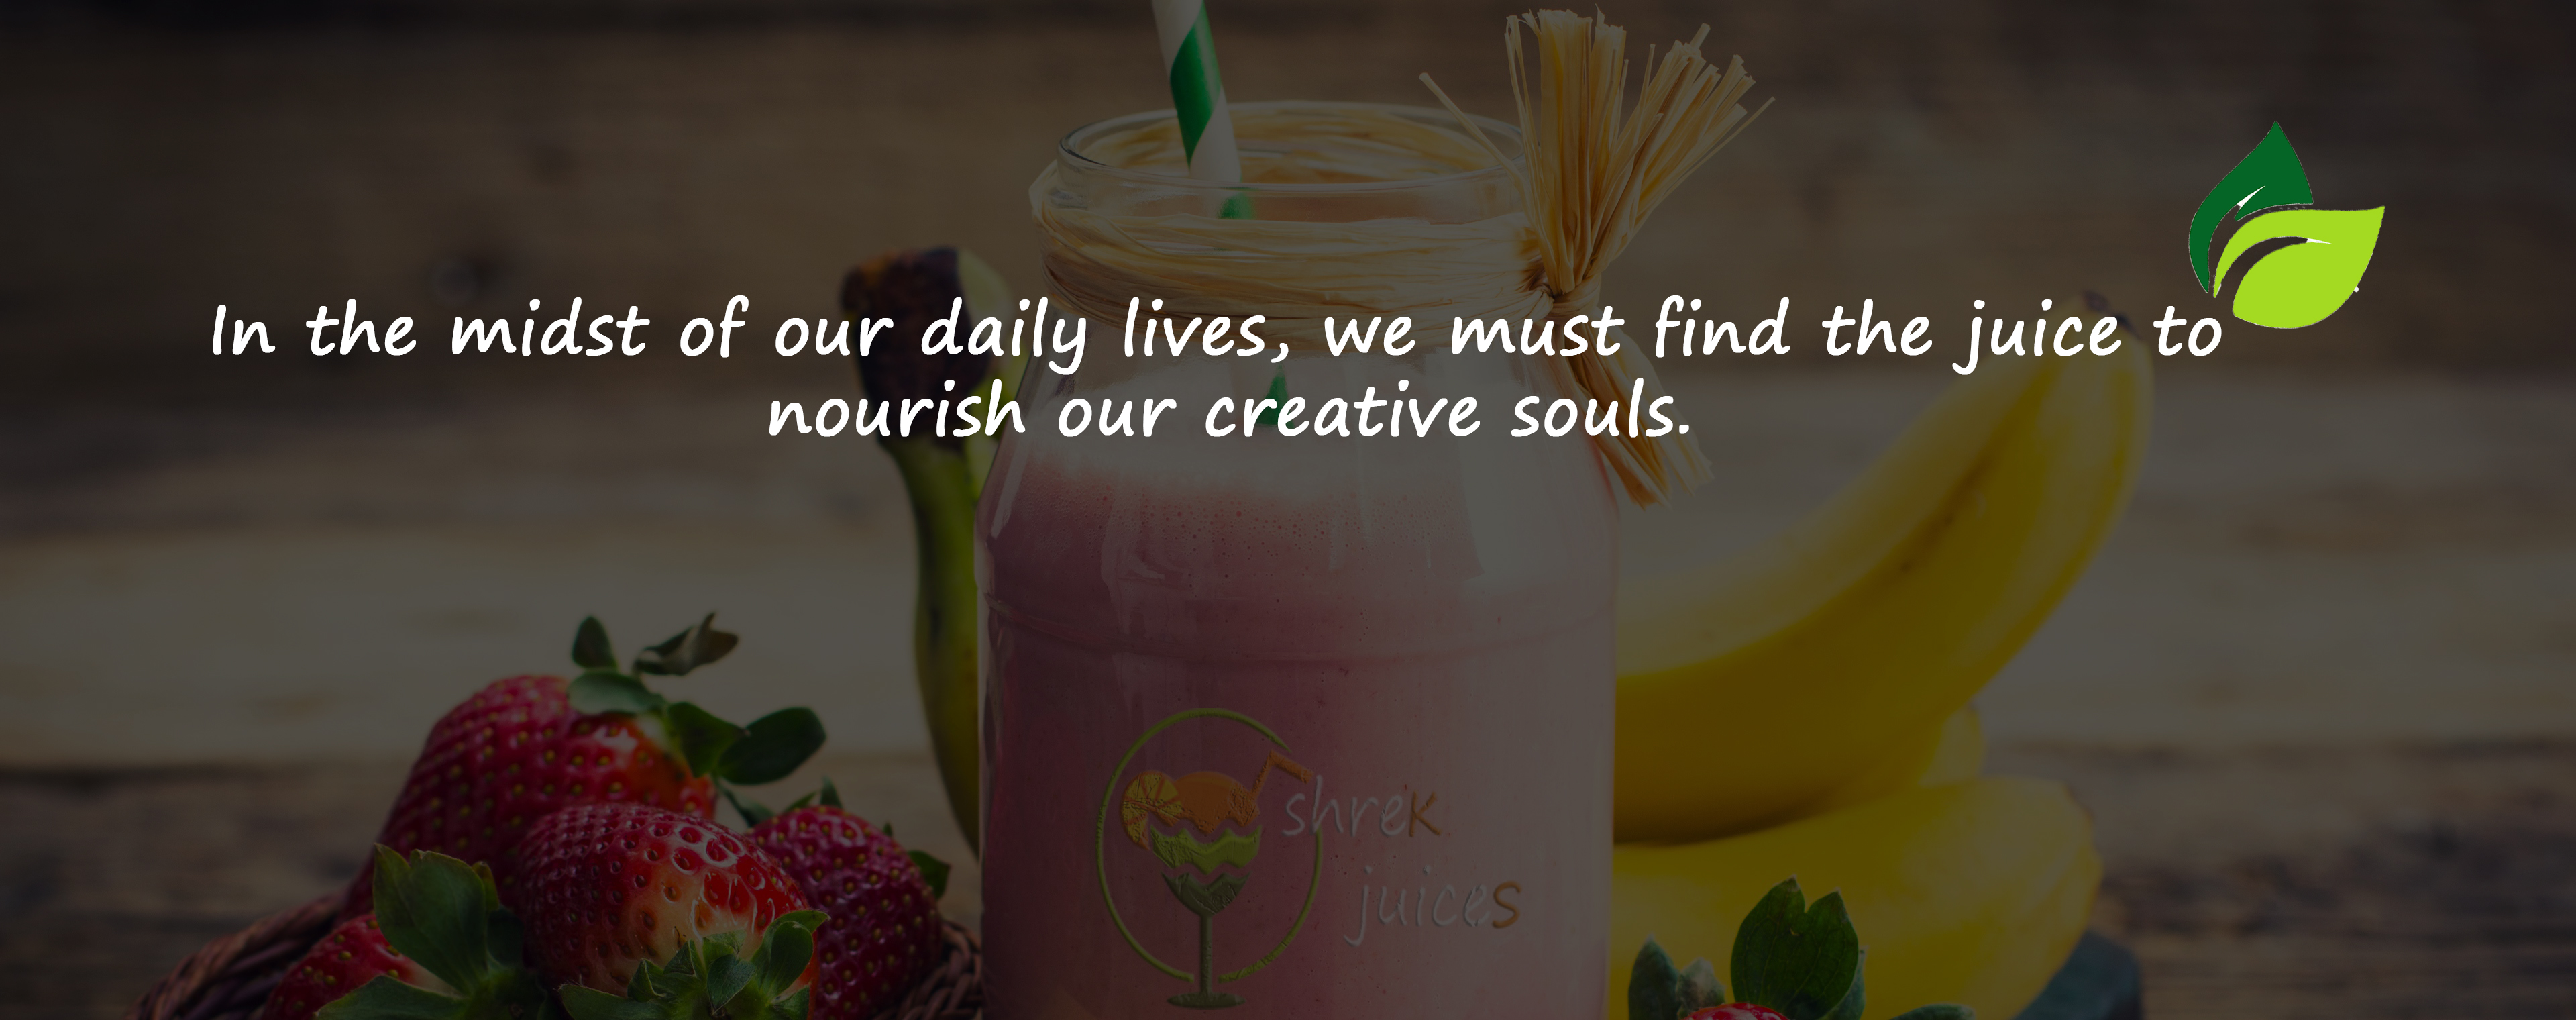 In the midst of our daily lives, we must find the juice to
nourish our creative souls.
shrek
juices